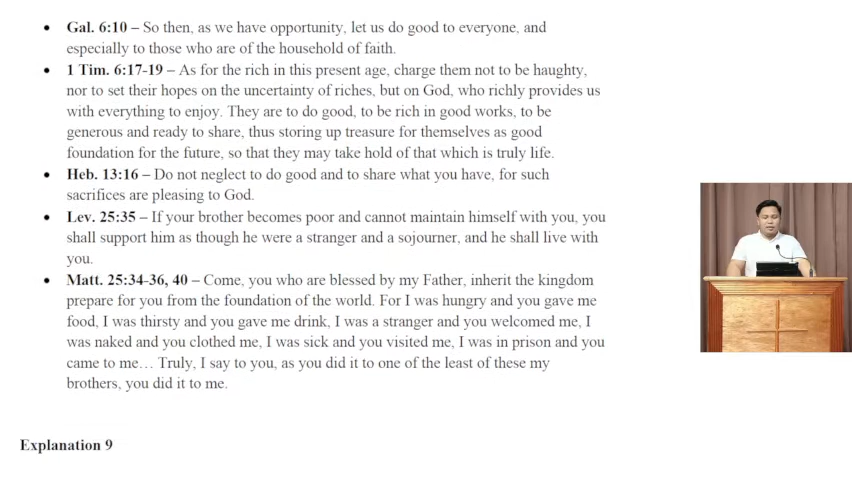 • Gal. 6:10 – So then, as we have opportunity, let us do good to everyone, and
especially to those who are of the household of faith.
• 1 Tim. 6:17-19 – As for the rich in this present age, charge them not to be haughty,
nor to set their hopes on the uncertainty of riches, but on God, who richly provides us
with everything to enjoy. They are to do good, to be rich in good works, to be
generous and ready to share, thus storing up treasure for themselves as good
foundation for the future, so that they may take hold of that which is truly life.
• Heb. 13:16 – Do not neglect to do good and to share what you have, for such
sacrifices are pleasing to God.
• Lev. 25:35 – If your brother becomes poor and cannot maintain himself with you, you
shall support him as though he were a stranger and a sojourner, and he shall live with
you.
• Matt. 25:34-36, 40 – Come, you who are blessed by my Father, inherit the kingdom
prepare for you from the foundation of the world. For I was hungry and you gave me
food, I was thirsty and you gave me drink, I was a stranger and you welcomed me, I
was naked and you clothed me, I was sick and you visited me, I was in prison and you
came to me… Truly, I say to you, as you did it to one of the least of these my
brothers, you did it to me.
Explanation 9